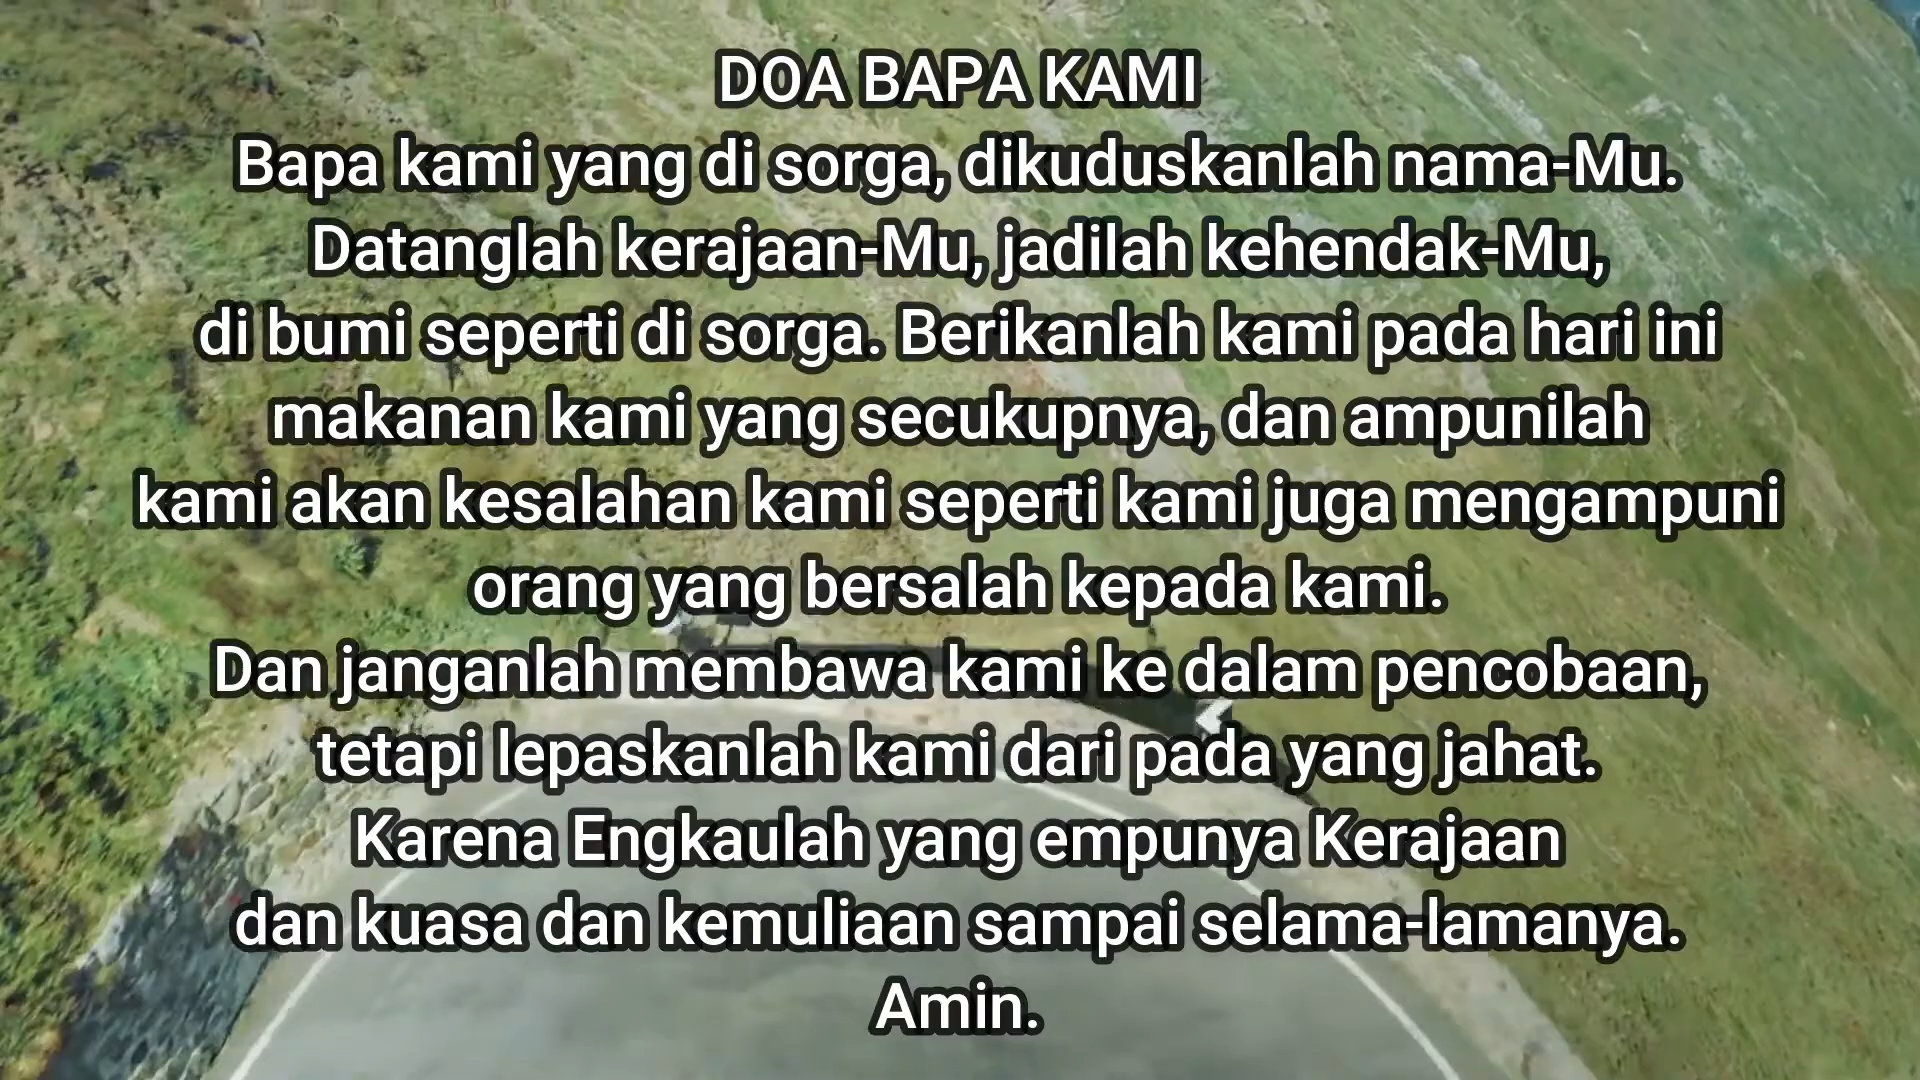 DOA BAPA KAMI
Bapa kami yang di sorga, dikuduskanlah nama-Mu.
Datanglah kerajaan-Mu, jadilah kehendak-Mu,
di bumi seperti di sorga. Berikanlah kami pada hari ini
makanan kami yang secukupnya, dan ampunilah
kami akan kesalahan kami seperti kami juga mengampuni
orang yang bersalah kepada kami.
Dan janganlah membawa kami ke dalam pencobaan,
tetapi lepaskanlah kami dari pada yang jahat.
Karena Engkaulah yang empunya Kerajaan
dan kuasa dan kemuliaan sampai selama-lamanya.
Amin.